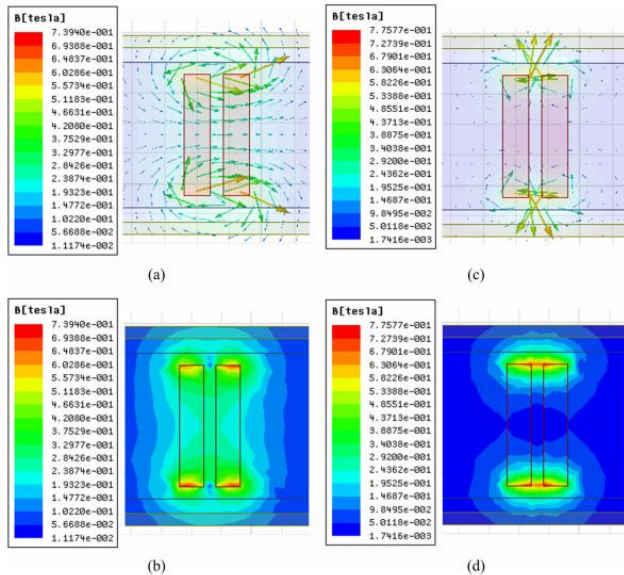 B[tesla]
7.3940e-001
6.9388e-001
6.4837e-001
6.0286e-001
5.5734e-001
5.1183e-001
4.6631e-001
4.2080e-001
3.7529e-001
3.2977e-001
2.8426e-001
2.3874e-001
1.9323e-001
1.4772e-001
1.0220e-001
5.6688e-002
1.1174e-002
(a)
B[tesla]
7.7577e-001
7.2739e-001
6.7901e-001
6.3064e-001
5.8226e-001
5.3388e-001
4.8551e-001
4.3713e-001
3.8875e-001
3.4038e-001
2.9200e-001
2.4362e-001
1.9525e-001
1.4687e-001
9.8495e-002
5.0118e-002
1.7416e-003
(c)
B[tesla]
7.3940e-001
6.9388e-001
6.4837e-001
6.0286e-001
5.5734e-001
5.1183e-001
4.6631e-001
4.2080e-001
3.7529e-001
3.2977e-001
2.8426e-001
2.3874e-001
1.9323e-001
1.4772e-001
1.0220e-001
5.6688e-002
1.1174e-002
(b)
B[tesla]
7.7577e-001
7.2739e-001
6.7901e-001
6.3064e-001
5.8226e-001
5.3388e-001
4.8551e-001
4.3713e-001
3.8875e-001
3.4038e-001
2.9200e-001
2.4362e-001
1.9525e-001
1.4687e-001
9.8495e-002
5.0118e-002
1.7416e-003
(d)